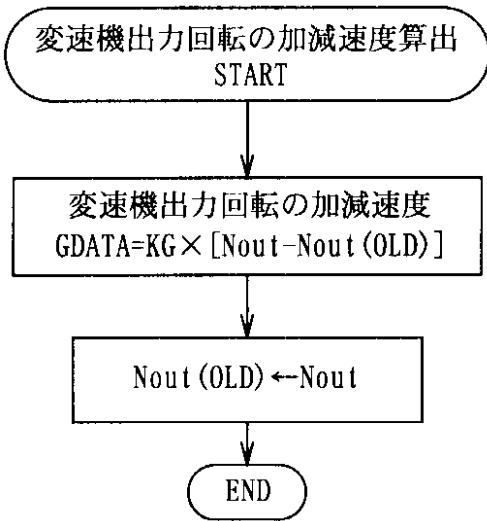 変速機出力回転の加減速度算出
START
変速機出力回転の加減速度
GDATA=KG×[Nout-Nout(OLD)]
Nout(OLD)←Nout
END